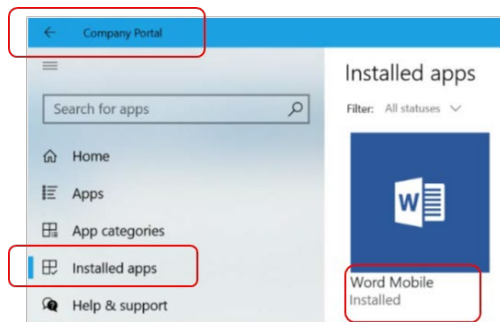 Company Portal
Search for apps
Home
Apps
App categories
Installed apps
Help & support
Installed apps
Filter: All statuses
W
Word Mobile
Installed